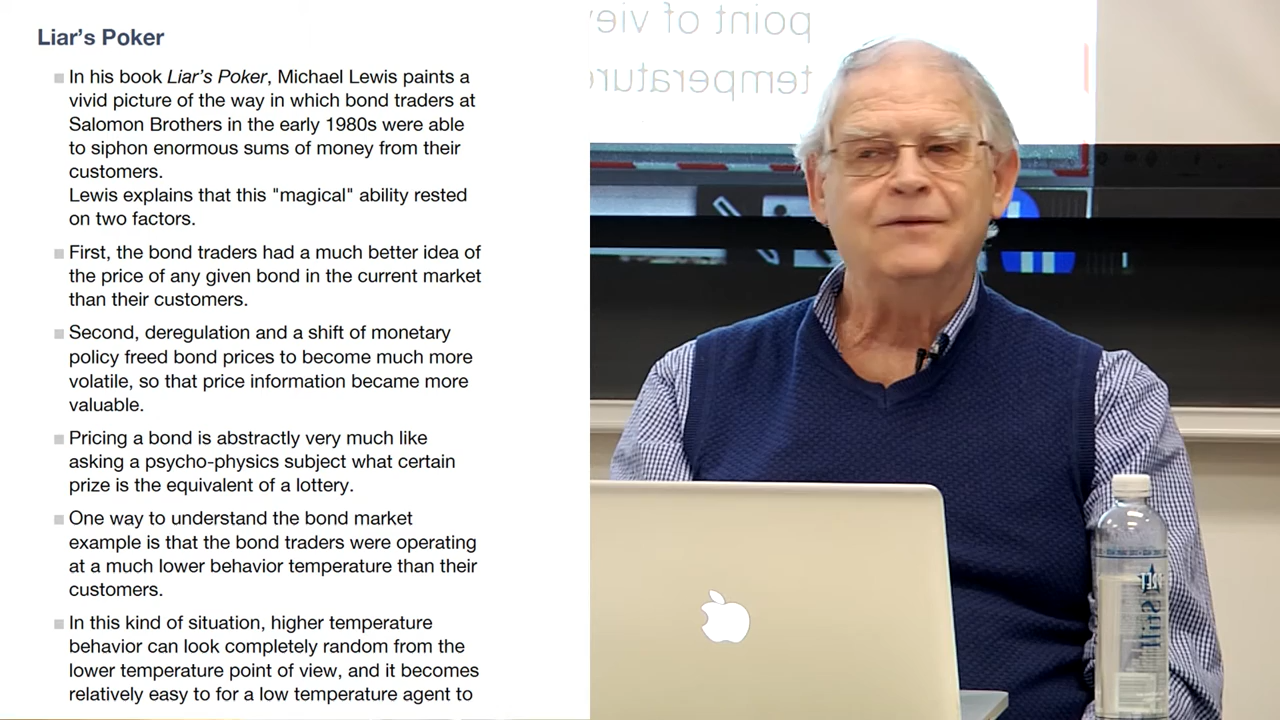 Liar's Poker
In his book Liar's Poker, Michael Lewis paints a
vivid picture of the way in which bond traders at
Salomon Brothers in the early 1980s were able
to siphon enormous sums of money from their
customers.
Lewis explains that this "magical" ability rested
on two factors.
First, the bond traders had a much better idea of
the price of any given bond in the current market
than their customers.
Second, deregulation and a shift of monetary
policy freed bond prices to become much more
volatile, so that price information became more
valuable.
Pricing a bond is abstractly very much like
asking a psycho-physics subject what certain
prize is the equivalent of a lottery.
One way to understand the bond market
example is that the bond traders were operating
at a much lower behavior temperature than their
customers.
In this kind of situation, higher temperature
behavior can look completely random from the
lower temperature point of view, and it becomes
relatively easy to for a low temperature agent to
point of view
temperature